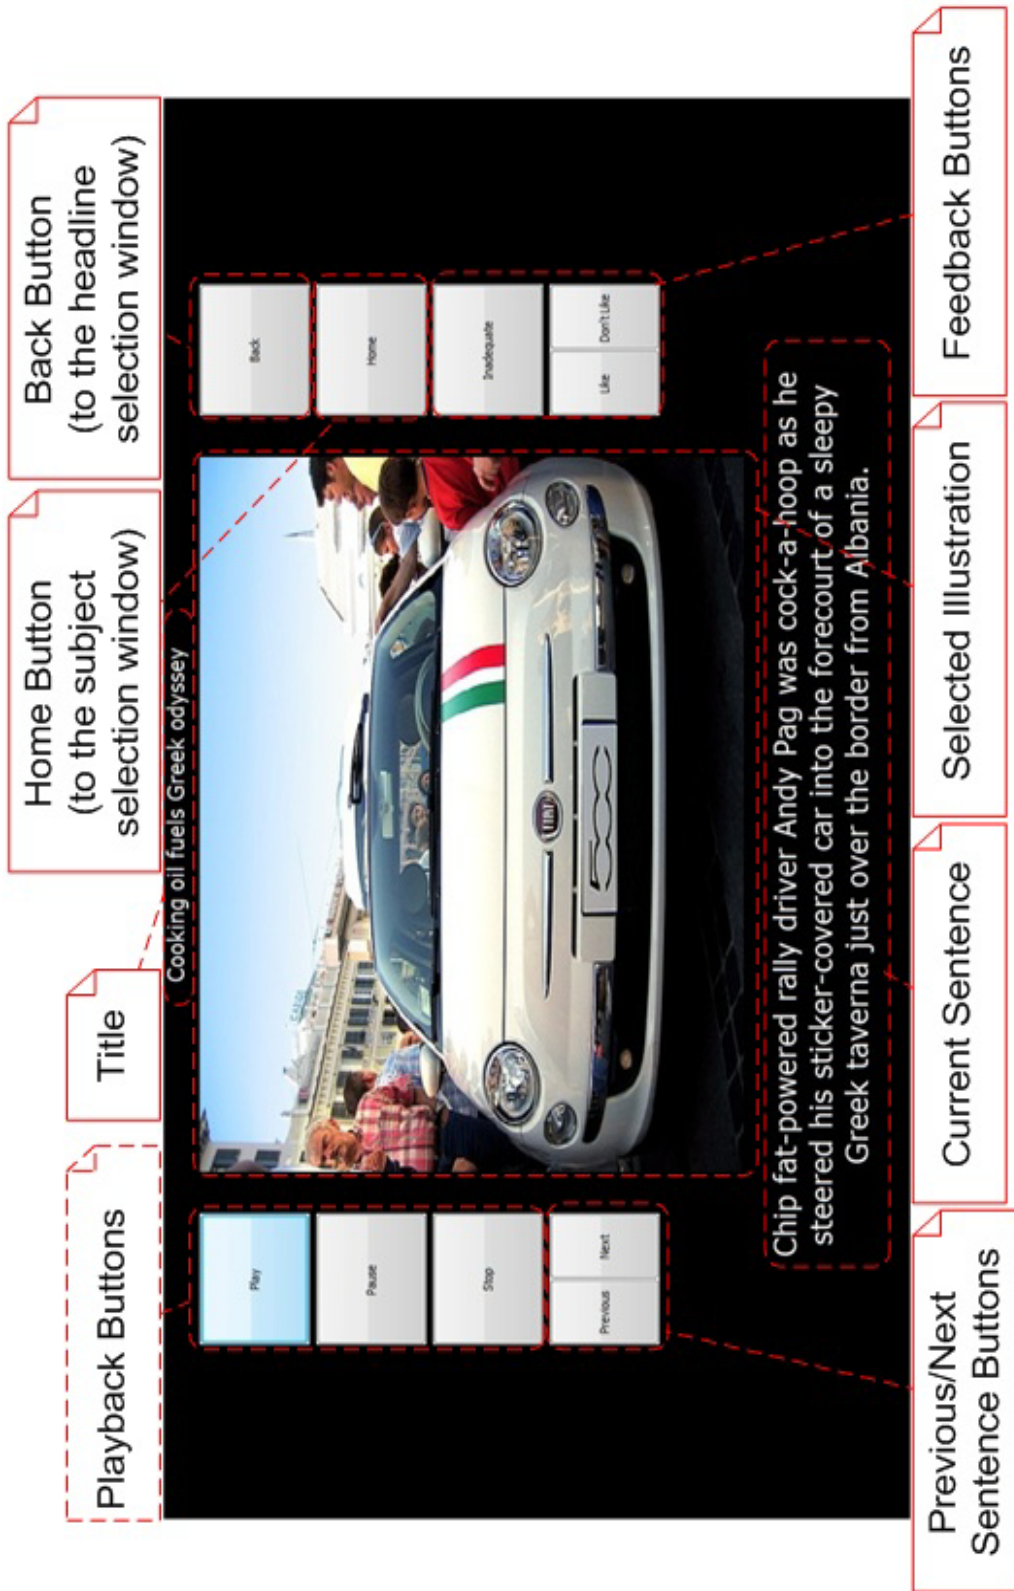 Playback Buttons
Title
Home Button
(to the subject
selection window)
Back Button
(to the headline
selection window)
Cooking oil fuels Greek odyssey
Play
Pause
Stop
Previous
Next
FIAT
500
Back
Home
Inadequate
Like
Don't Like
Chip fat-powered rally driver Andy Pag was cock-a-hoop as he
steered his sticker-covered car into the forecourt of a sleepy
Greek taverna just over the border from Albania.
Previous/Next
Sentence Buttons
Current Sentence
Selected Illustration
Feedback Buttons